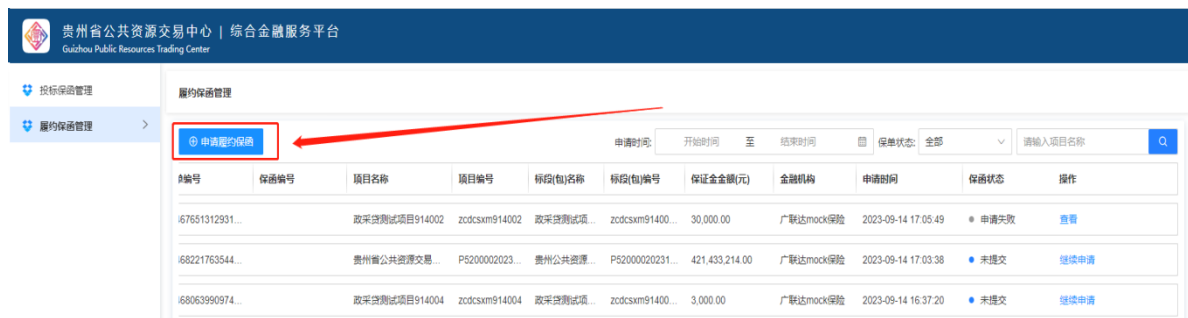 贵州省公共资源交易中心 | 综合金融服务平台
Guizhou Public Resources Trading Center
投标保函管理
履约保函管理
履约保函管理
申请履约保函
申请时间: 开始时间 至 结束时间 保单状态: 全部 请输入项目名称
编号 保函编号 项目名称 项目编号 标段(包)名称 标段(包)编号 保证金金额(元) 金融机构 申请时间 保函状态 操作
67651312931... 政采贷测试项目914002 zcdcsxm914002 政采贷测试项... zcdcsxm91400... 30,000.00 广联达mock保险 2023-09-14 17:05:49 申请失败 查看
68221763544... 贵州省公共资源交易... P5200002023... 贵州公共资源... P52000020231... 421,433,214.00 广联达mock保险 2023-09-14 17:03:38 未提交 继续申请
68063990974... 政采贷测试项目914004 zcdcsxm914004 政采贷测试项... zcdcsxm91400... 3,000.00 广联达mock保险 2023-09-14 16:37:20 未提交 继续申请